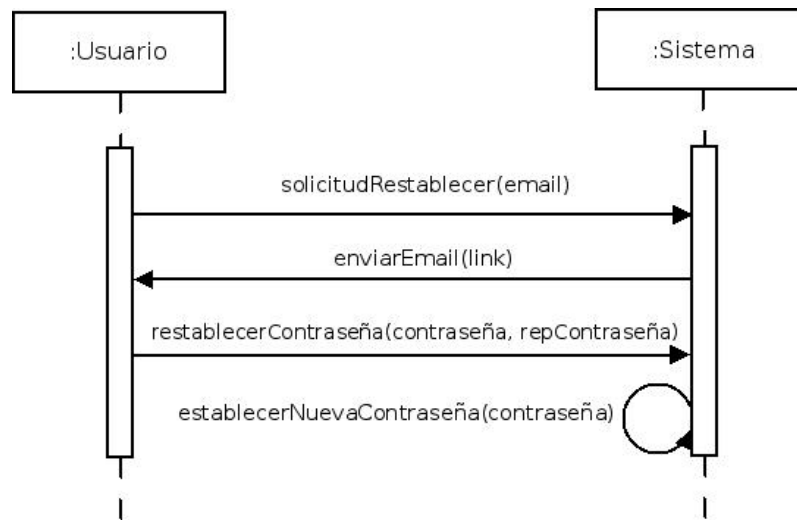 :Usuario
:Sistema
solicitudRestablecer(email)
enviarEmail(link)
restablecerContraseña(contraseña, repContraseña)
establecerNuevaContraseña(contraseña)